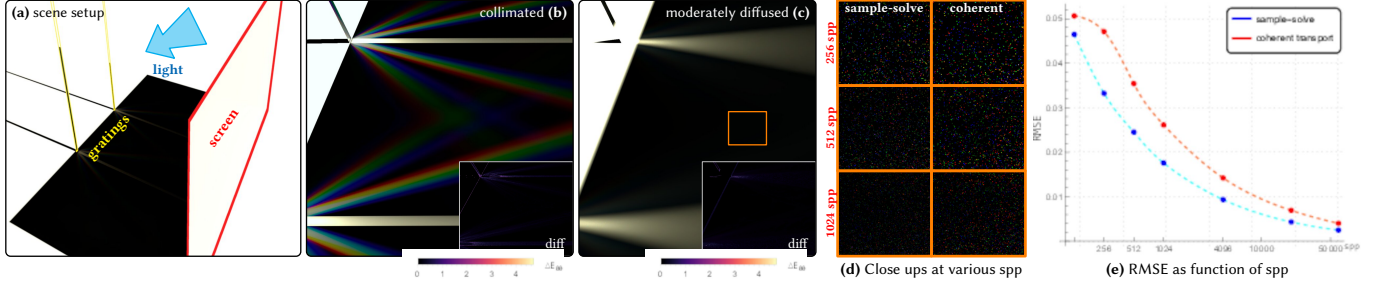 (a) scene setup
light
gratings
screen
collimated (b)
diff
0 1 2 3 4 ΔE₀₀
moderately diffused (c)
diff
0 1 2 3 4 ΔE₀₀
sample-solve coherent
256 spp
512 spp
1024 spp
(d) Close ups at various spp
sample-solve
coherent transport
RMSE
0.05
0.04
0.03
0.02
0.01
256 512 1024 4096 10000 50000 spp
(e) RMSE as function of spp